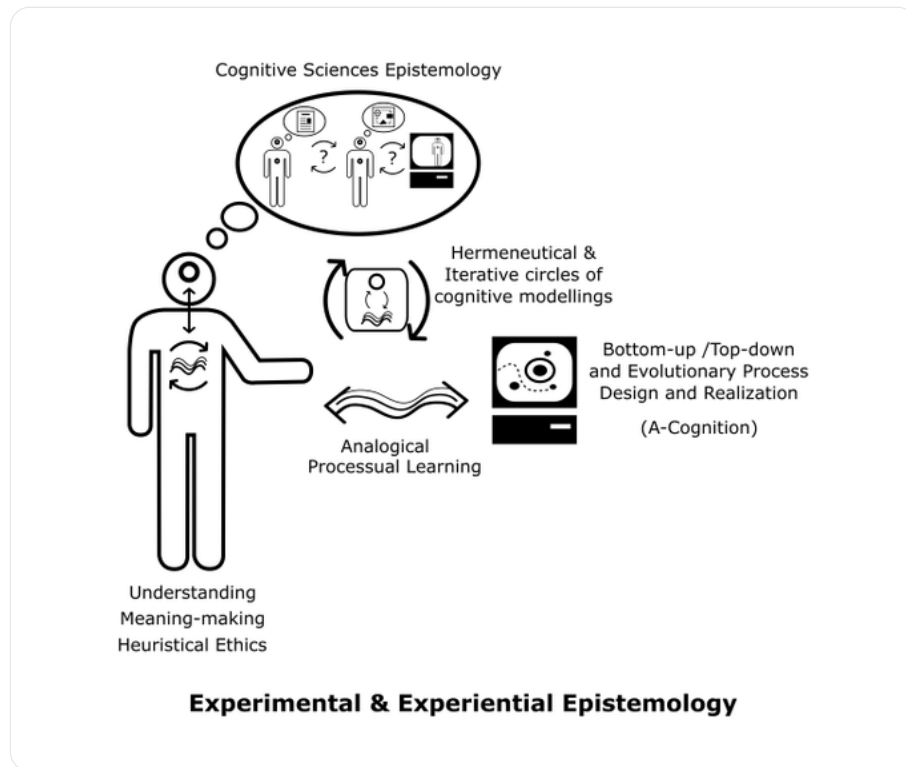 Cognitive Sciences Epistemology
?
?
Hermeneutical &
Iterative circles of
cognitive modellings
Bottom-up /Top-down
and Evolutionary Process
Design and Realization
(A-Cognition)
Analogical
Processual Learning
Understanding
Meaning-making
Heuristical Ethics
Experimental & Experiential Epistemology